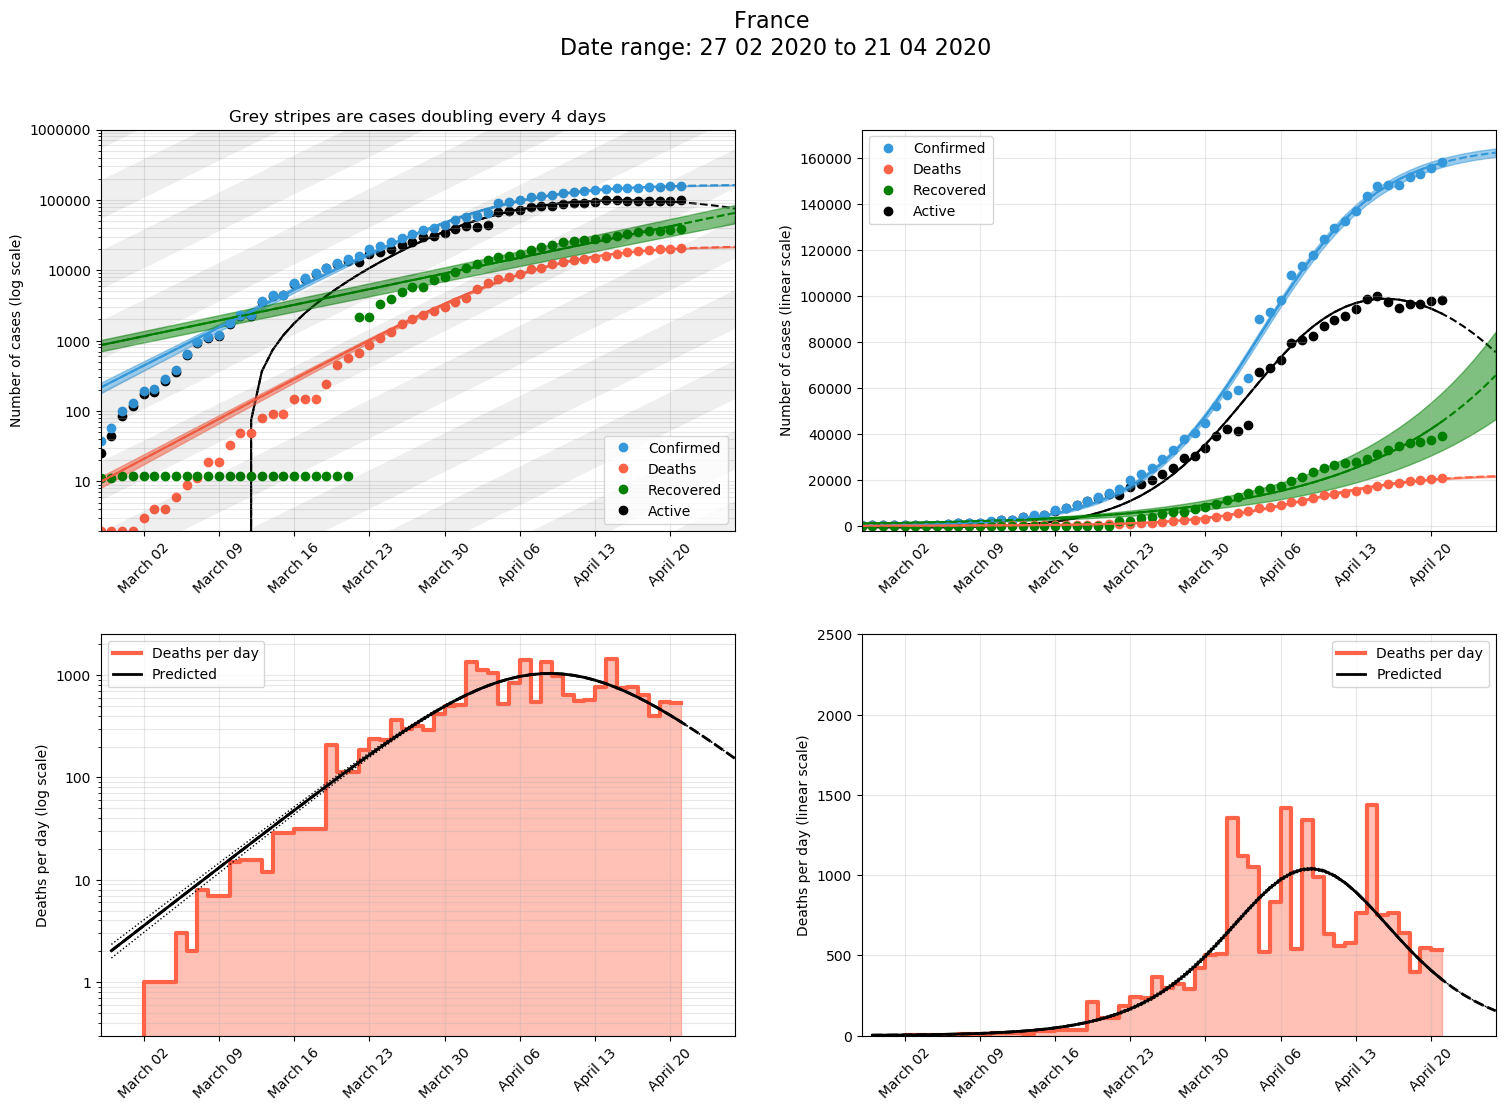 France
Date range: 27 02 2020 to 21 04 2020
Grey stripes are cases doubling every 4 days
Number of cases (log scale)
1000000
100000
10000
1000
100
10
Confirmed
Deaths
Recovered
Active
March 02
March 09
March 16
March 23
March 30
April 06
April 13
April 20
Number of cases (linear scale)
160000
140000
120000
100000
80000
60000
40000
20000
0
Confirmed
Deaths
Recovered
Active
March 02
March 09
March 16
March 23
March 30
April 06
April 13
April 20
Deaths per day (log scale)
1000
100
10
1
Deaths per day
Predicted
March 02
March 09
March 16
March 23
March 30
April 06
April 13
April 20
Deaths per day (linear scale)
2500
2000
1500
1000
500
0
Deaths per day
Predicted
March 02
March 09
March 16
March 23
March 30
April 06
April 13
April 20